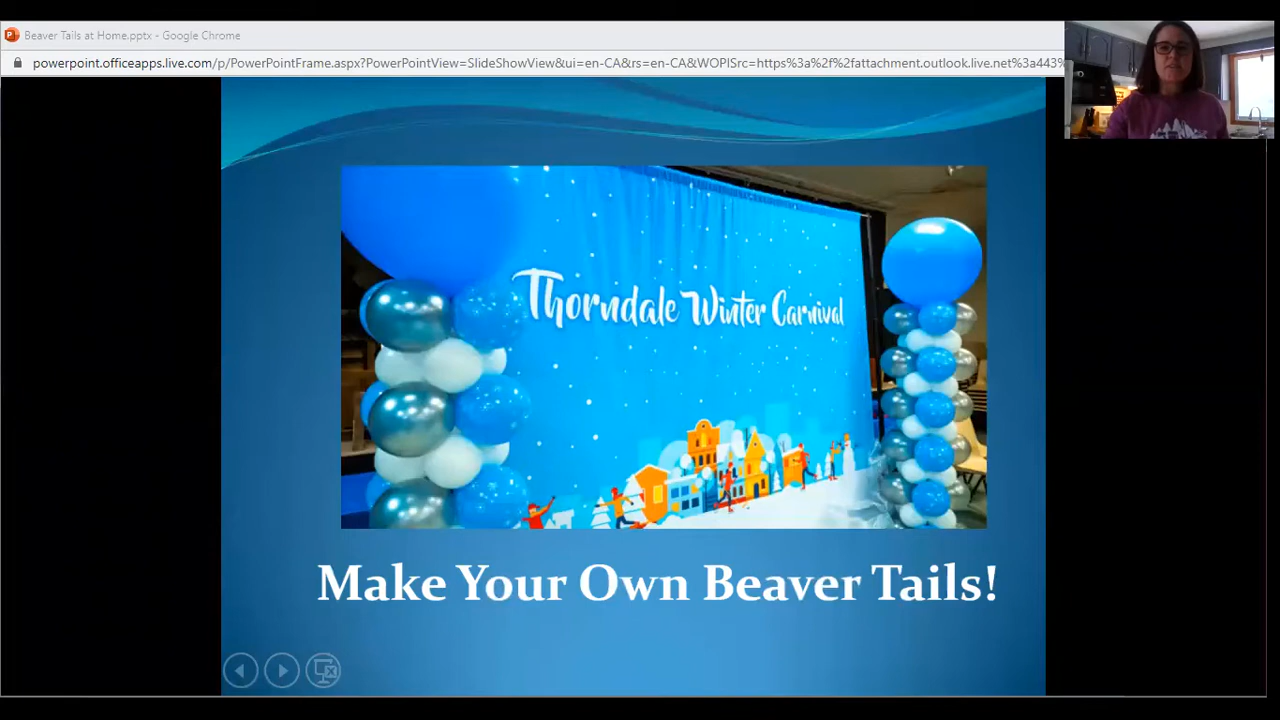 Beaver Tails at Home.pptx - Google Chrome
powerpoint.officeapps.live.com/p/PowerPointFrame.aspx?PowerPointView=SlideShowView&ui=en-CA&rs=en-CA&WOPISrc=https%3a%2f%2fattachment.outlook.live.net%3a443%
Thorndale Winter Carnival
Make Your Own Beaver Tails!